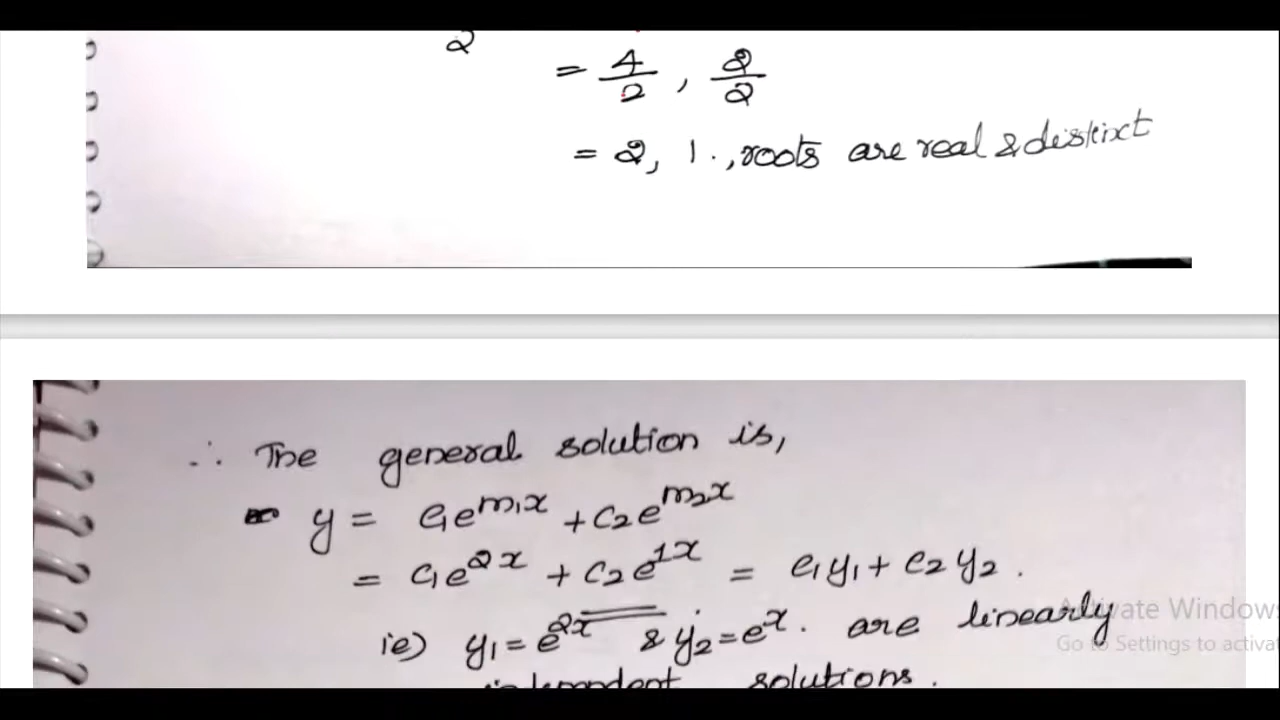 2
= 4/2 , 2/2
= 2, 1 ., roots are real & distinct
∴ The general solution is,
y = C₁e^{m₁x} + C₂e^{m₂x}
= C₁e^{2x} + C₂e^{1x} = C₁y₁ + C₂y₂ .
ie) y₁ = e^{2x} & y₂ = e^{x} . are linearly
independent solutions .
Activate Windows
Go to Settings to activa